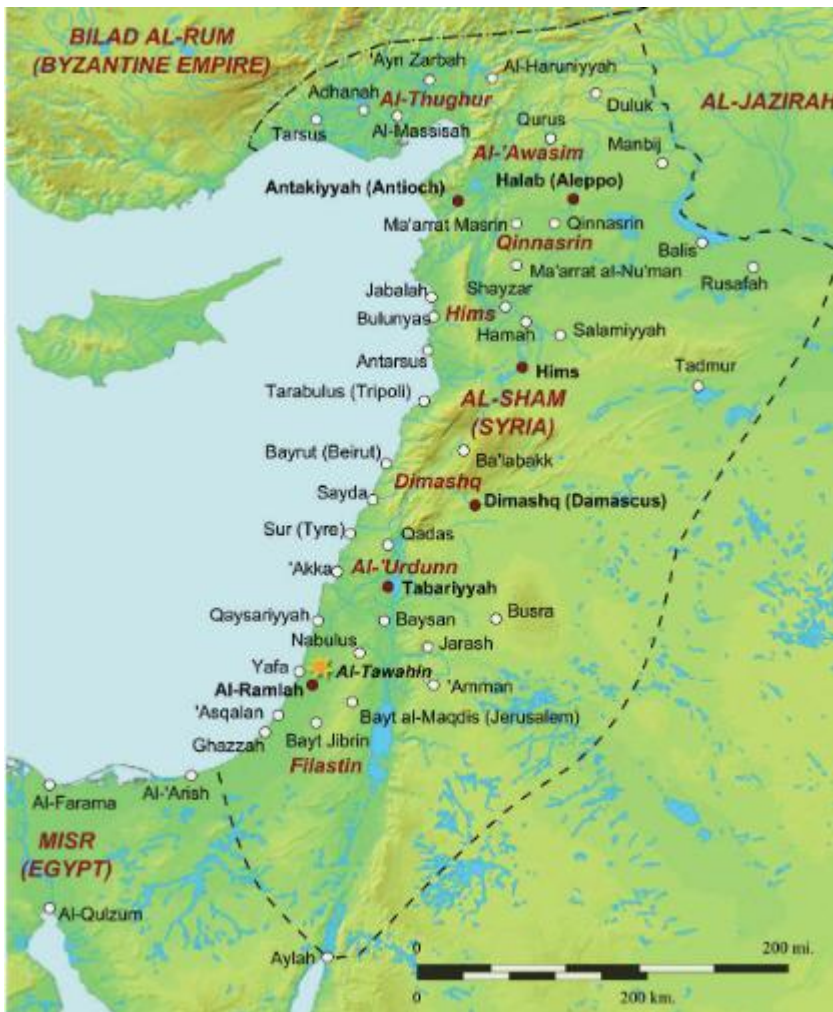 BILAD AL-RUM
(BYZANTINE EMPIRE)
'Ayn Zarbah
Al-Haruniyyah
Adhanah
Al-Thughur
Duluk
AL-JAZIRAH
Tarsus
Al-Massisah
Qurus
Al-'Awasim
Manbij
Antakiyyah (Antioch)
Halab (Aleppo)
Ma'arrat Masrin
Qinnasrin
Qinnasrin
Balis
Ma'arrat al-Nu'man
Rusafah
Jabalah
Shayzar
Bulunyas
Hims
Hamah
Salamiyyah
Antarsus
Hims
Tadmur
Tarabulus (Tripoli)
AL-SHAM
(SYRIA)
Bayrut (Beirut)
Ba'labakk
Dimashq
Sayda
Dimashq (Damascus)
Sur (Tyre)
Qadas
'Akka
Al-'Urdunn
Tabariyyah
Qaysariyyah
Baysan
Busra
Nabulus
Jarash
Yafa
Al-Tawahin
Al-Ramlah
'Amman
'Asqalan
Bayt al-Maqdis (Jerusalem)
Ghazzah
Bayt Jibrin
Filastin
Al-Farama
Al-'Arish
MISR
(EGYPT)
Al-Qulzum
Aylah
0
200 mi.
0
200 km.